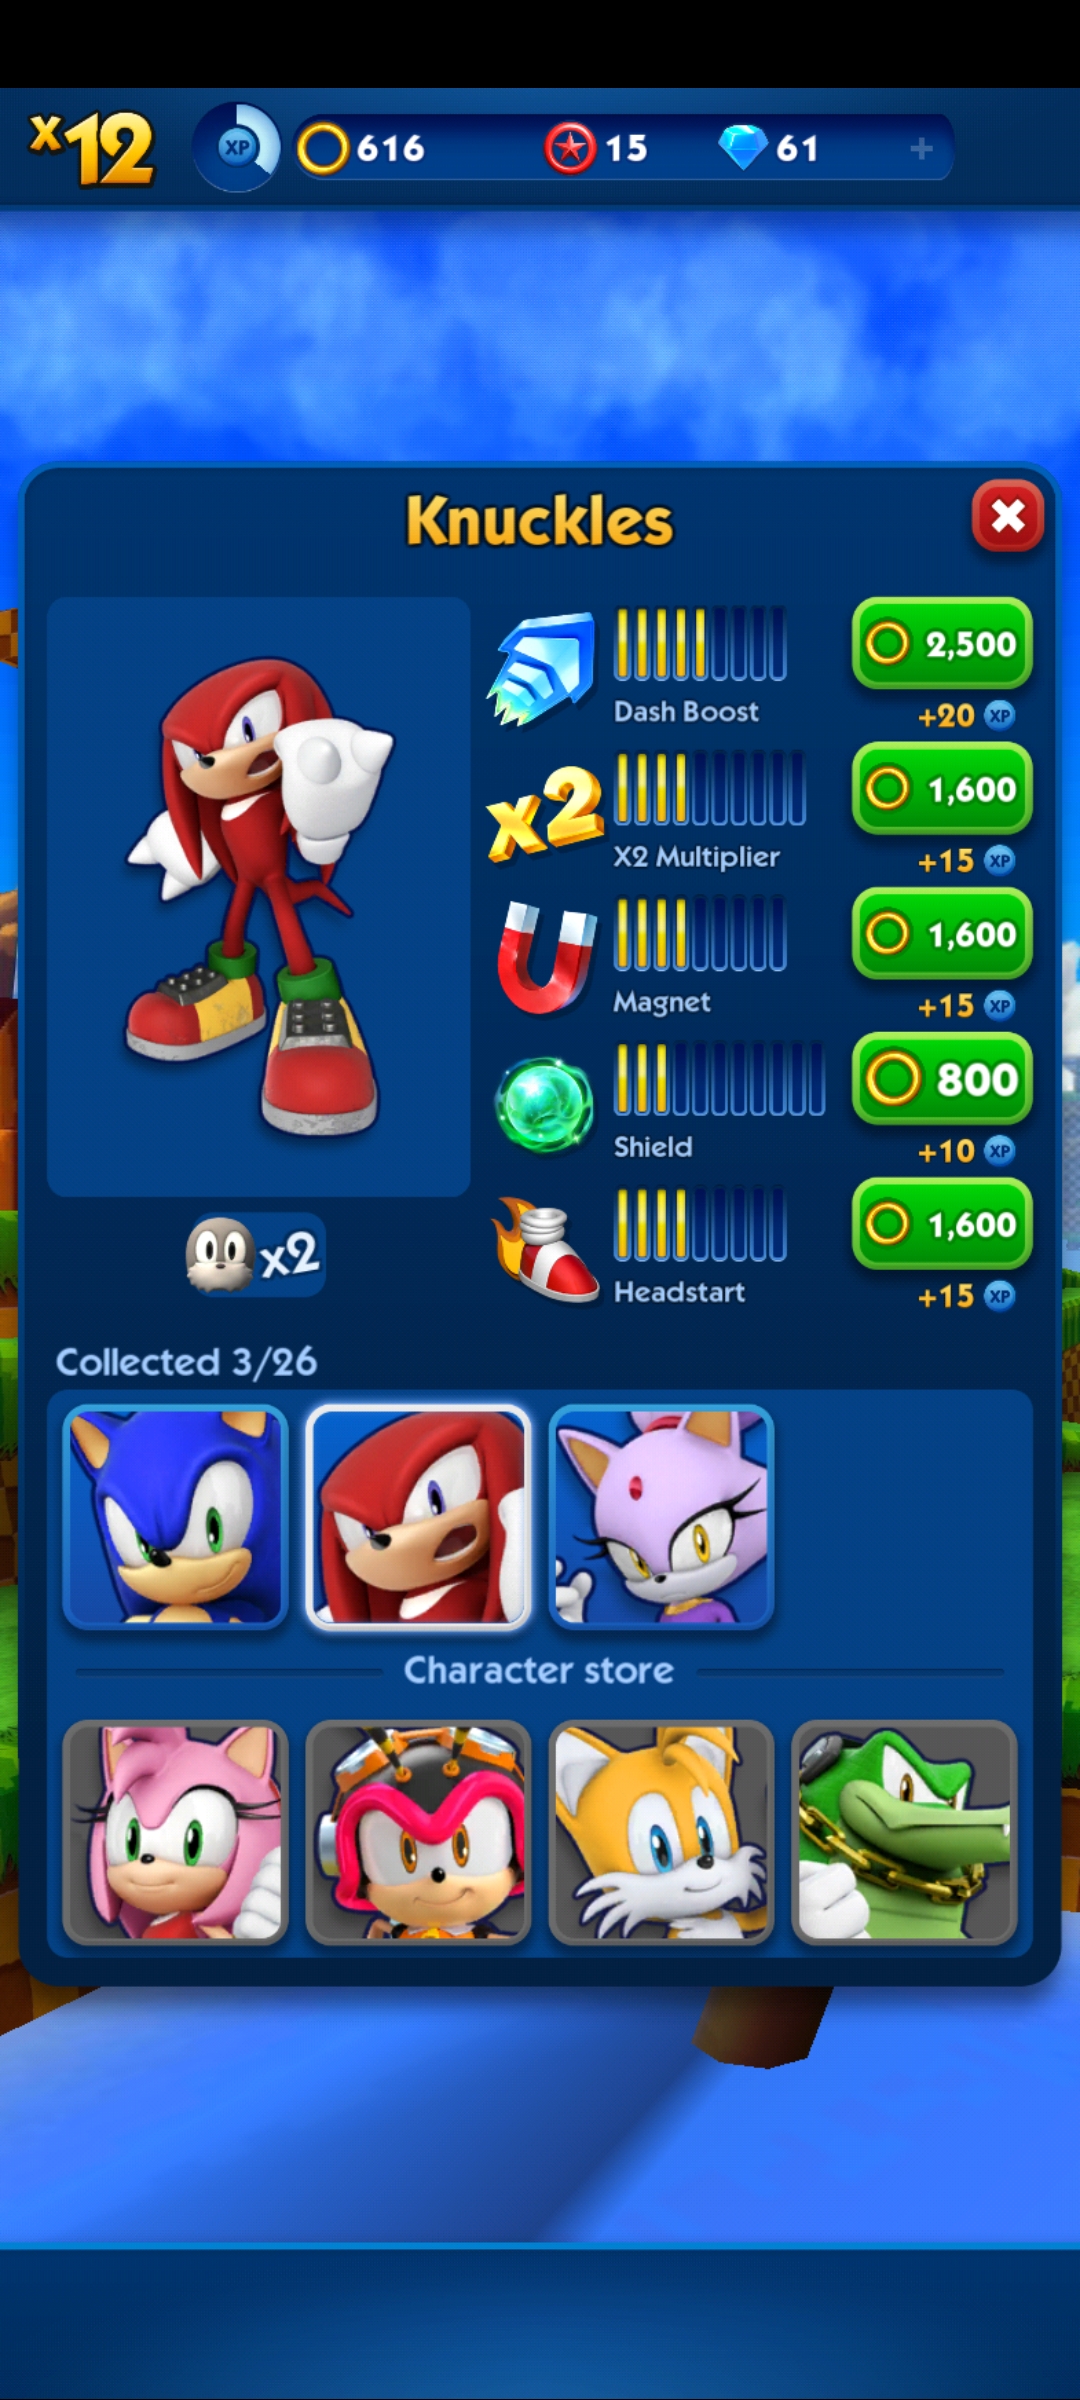 x12
XP
616
15
61
+
Knuckles
2,500
Dash Boost
+20 XP
x2
1,600
X2 Multiplier
+15 XP
1,600
Magnet
+15 XP
800
Shield
+10 XP
x2
1,600
Headstart
+15 XP
Collected 3/26
Character store